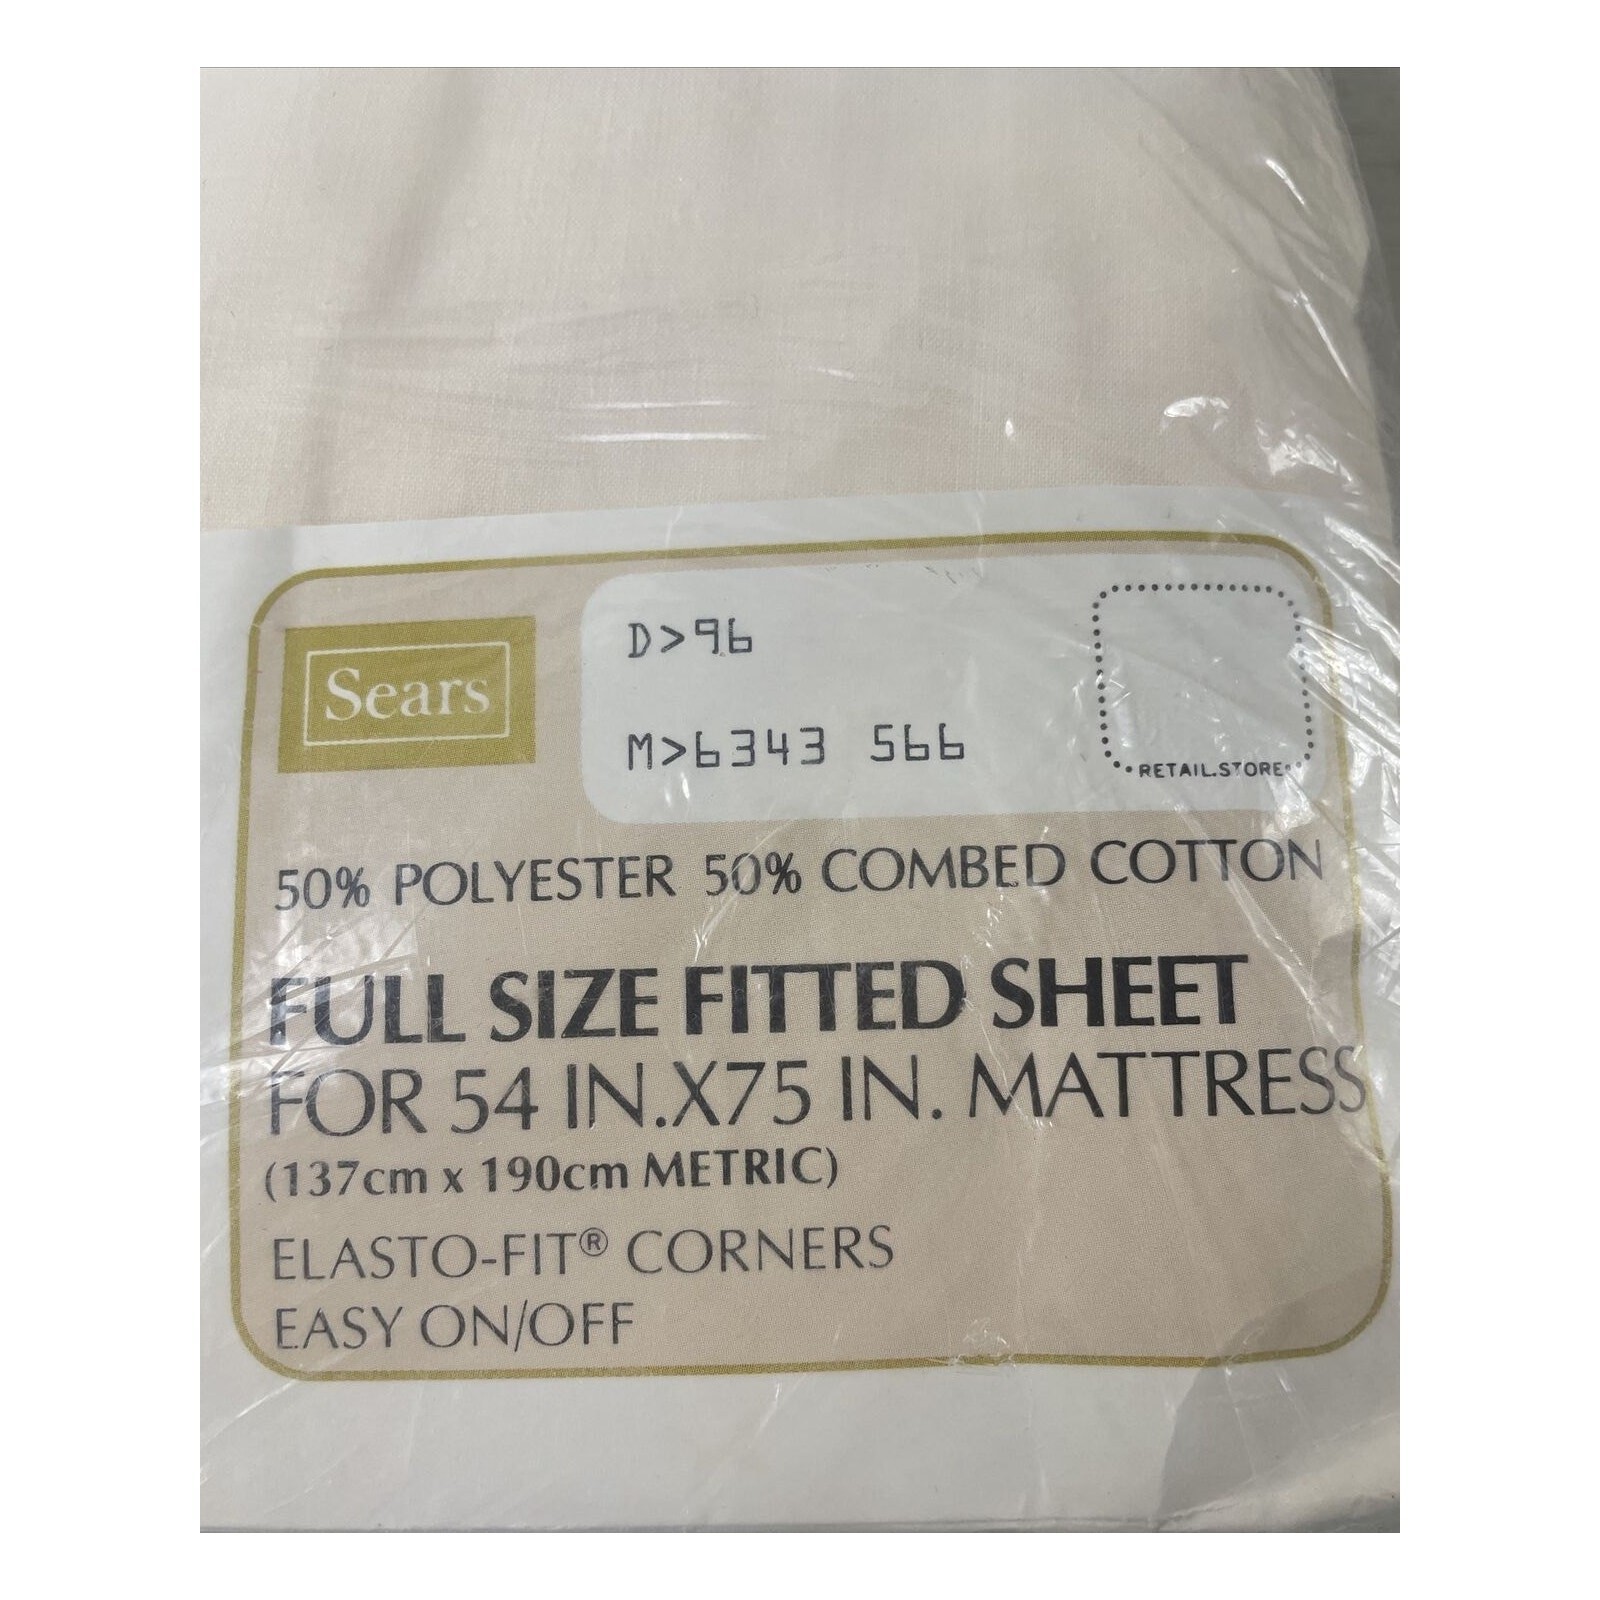 Sears
D>96
M>6343 566
RETAIL.STORE
50% POLYESTER 50% COMBED COTTON
FULL SIZE FITTED SHEET
FOR 54 IN.X75 IN. MATTRESS
(137cm x 190cm METRIC)
ELASTO-FIT® CORNERS
EASY ON/OFF